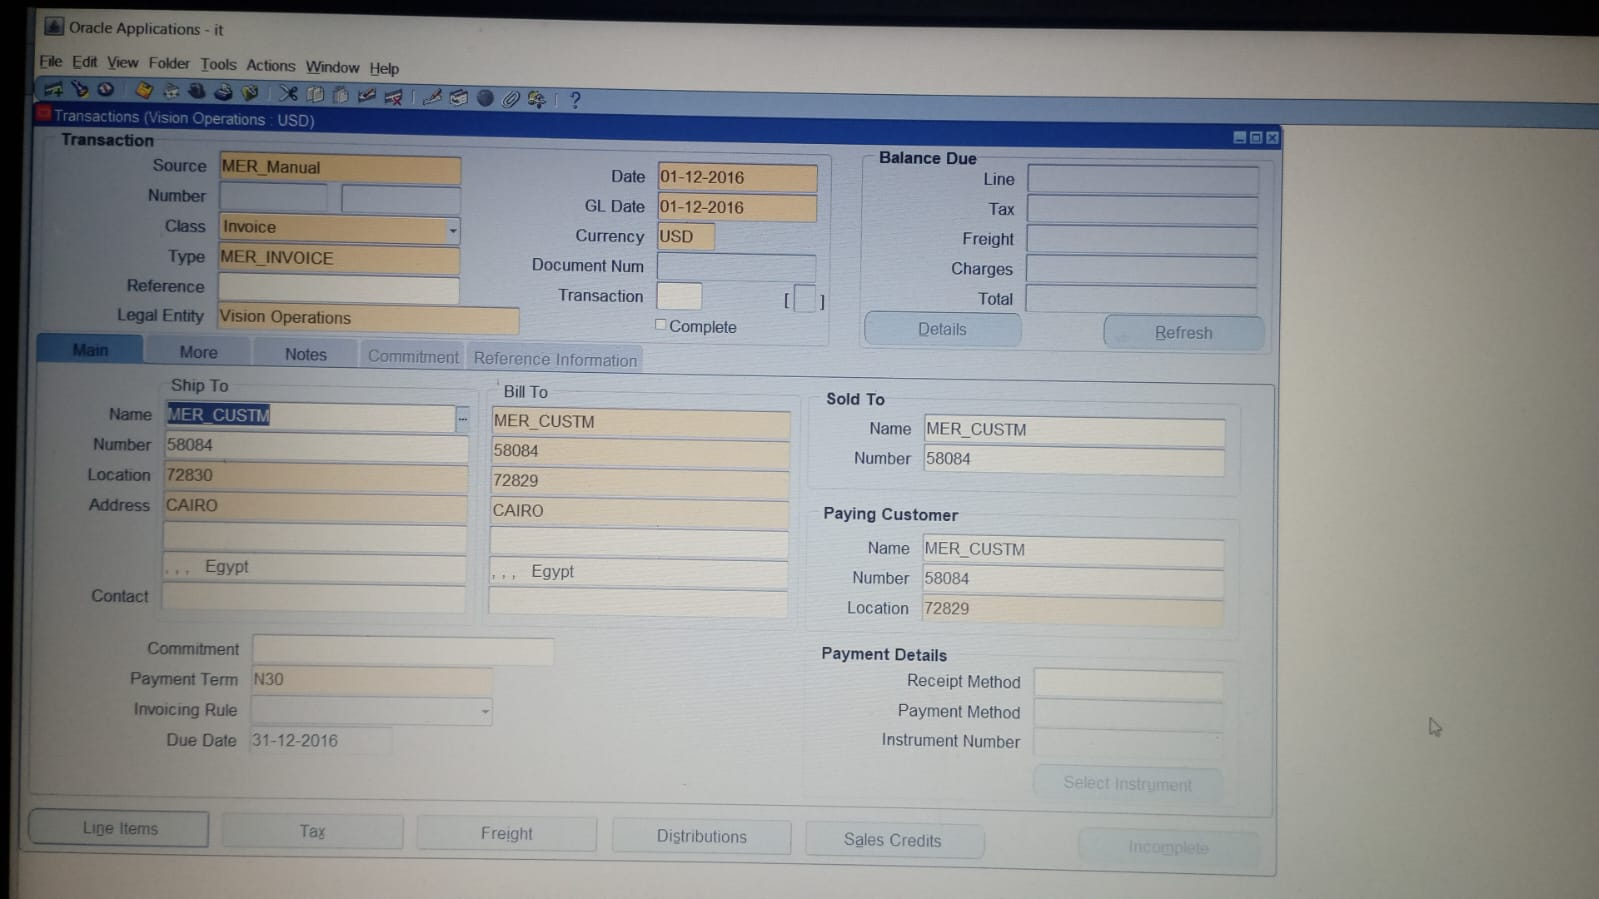 Oracle Applications - it
File Edit View Folder Tools Actions Window Help
Transactions (Vision Operations : USD)
Transaction
Source MER_Manual
Number
Class Invoice
Type MER_INVOICE
Reference
Legal Entity Vision Operations
Date 01-12-2016
GL Date 01-12-2016
Currency USD
Document Num
Transaction [ ]
Complete
Balance Due
Line
Tax
Freight
Charges
Total
Details Refresh
Main More Notes Commitment Reference Information
Ship To
Name MER_CUSTM ...
Number 58084
Location 72830
Address CAIRO
, , , Egypt
Contact
Bill To
MER_CUSTM
58084
72829
CAIRO
, , , Egypt
Sold To
Name MER_CUSTM
Number 58084
Paying Customer
Name MER_CUSTM
Number 58084
Location 72829
Commitment
Payment Term N30
Invoicing Rule
Due Date 31-12-2016
Payment Details
Receipt Method
Payment Method
Instrument Number
Select Instrument
Line Items Tax Freight Distributions Sales Credits Incomplete